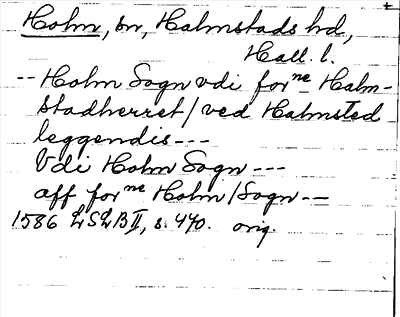 Holm, sn, Halmstads hd,
Hall. l.
-- Holm Sogn vdi forne Halm-
stadherret / ved Halmsted
leggendis ---
Vdi Holm Sogn ---
aff forne Holm / Sogn --
1586 LSLB II, s. 470. orig.